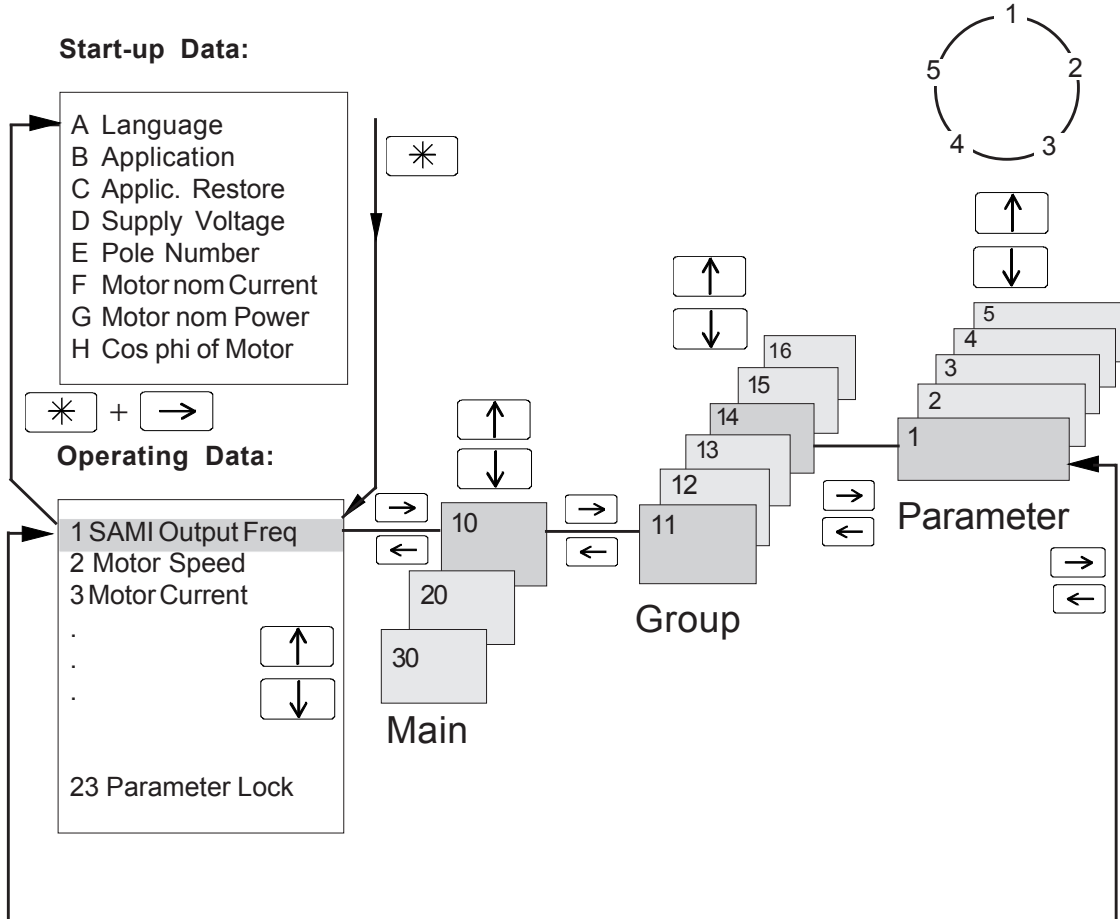 Start-up Data:
A Language
B Application
C Applic. Restore
D Supply Voltage
E Pole Number
F Motor nom Current
G Motor nom Power
H Cos phi of Motor
✳
✳ + →
Operating Data:
1 SAMI Output Freq
2 Motor Speed
3 Motor Current
.
.
.
↑
↓
23 Parameter Lock
→
←
↑
↓
10
20
30
Main
→
←
↑
↓
16
15
14
13
12
11
Group
→
←
1
2
3
4
5
↑
↓
5
4
3
2
1
Parameter
→
←